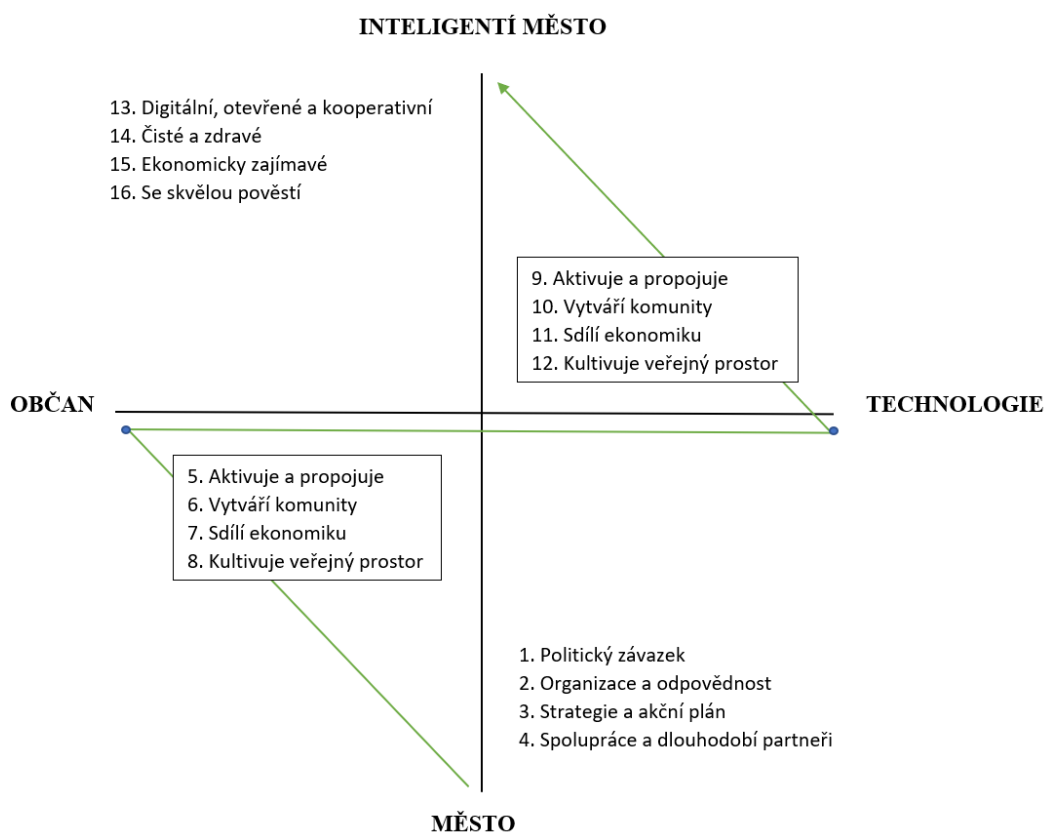 INTELIGENTÍ MĚSTO
13. Digitální, otevřené a kooperativní
14. Čisté a zdravé
15. Ekonomicky zajímavé
16. Se skvělou pověstí
9. Aktivuje a propojuje
10. Vytváří komunity
11. Sdílí ekonomiku
12. Kultivuje veřejný prostor
OBČAN
TECHNOLOGIE
5. Aktivuje a propojuje
6. Vytváří komunity
7. Sdílí ekonomiku
8. Kultivuje veřejný prostor
1. Politický závazek
2. Organizace a odpovědnost
3. Strategie a akční plán
4. Spolupráce a dlouhodobí partneři
MĚSTO